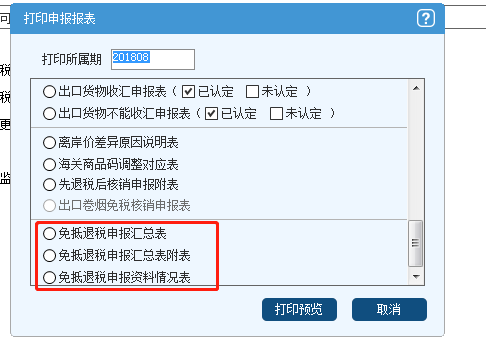 打印申报报表
打印所属期 201808
出口货物收汇申报表（ 已认定 未认定 ）
出口货物不能收汇申报表（ 已认定 未认定 ）
离岸价差异原因说明表
海关商品码调整对应表
先退税后核销申报附表
出口卷烟免税核销申报表
免抵退税申报汇总表
免抵退税申报汇总表附表
免抵退税申报资料情况表
打印预览 取消
税
税
更
监